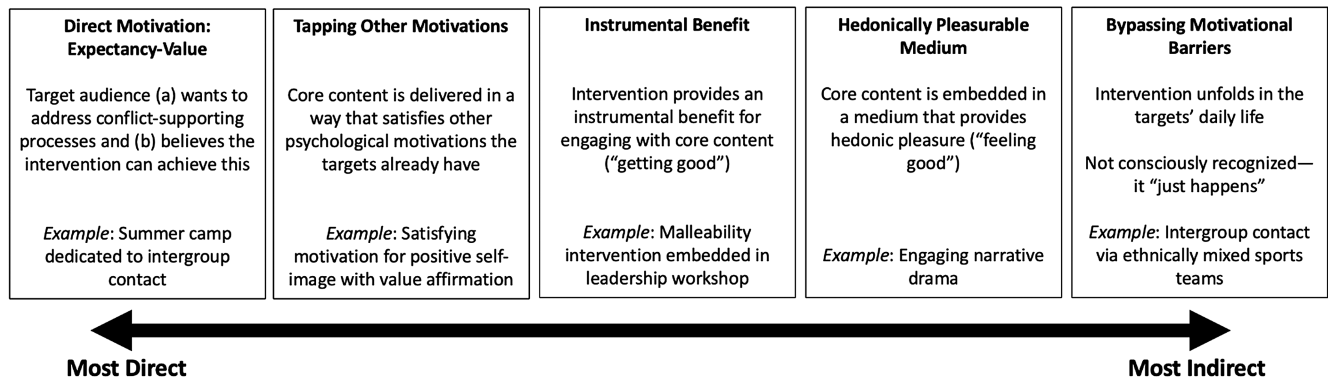 Direct Motivation:
Expectancy-Value
Target audience (a) wants to
address conflict-supporting
processes and (b) believes the
intervention can achieve this
Example: Summer camp
dedicated to intergroup
contact
Tapping Other Motivations
Core content is delivered in a
way that satisfies other
psychological motivations the
targets already have
Example: Satisfying
motivation for positive self-
image with value affirmation
Instrumental Benefit
Intervention provides an
instrumental benefit for
engaging with core content
(“getting good”)
Example: Malleability
intervention embedded in
leadership workshop
Hedonically Pleasurable
Medium
Core content is embedded in
a medium that provides
hedonic pleasure (“feeling
good”)
Example: Engaging narrative
drama
Bypassing Motivational
Barriers
Intervention unfolds in the
targets’ daily life
Not consciously recognized—
it “just happens”
Example: Intergroup contact
via ethnically mixed sports
teams
Most Direct
Most Indirect